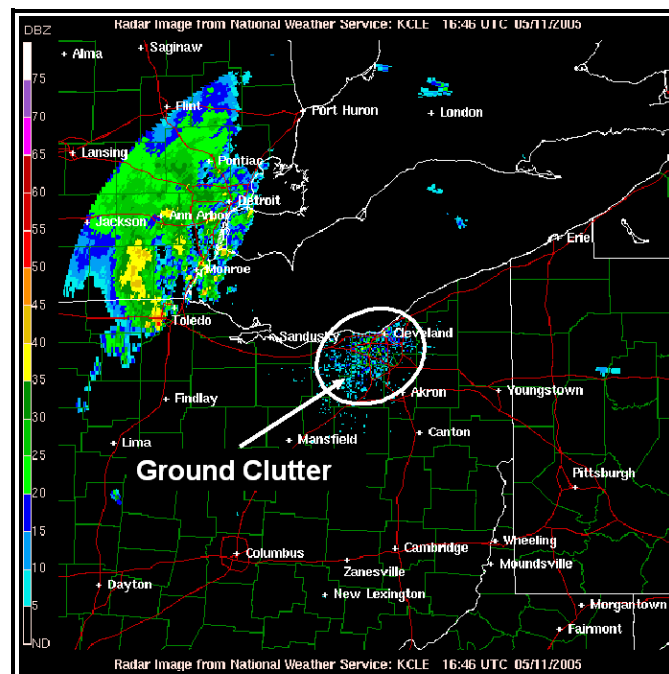 DBZ
Radar Image from National Weather Service: KCLE 16:46 UTC 05/11/2005
75
70
65
60
55
50
45
40
35
30
25
20
15
10
5
ND
Alma
Saginaw
Flint
Port Huron
London
Lansing
Pontiac
Detroit
Jackson
Ann Arbor
Erie
Monroe
Toledo
Sandusky
Cleveland
Findlay
Akron
Youngstown
Lima
Mansfield
Canton
Ground Clutter
Pittsburgh
Columbus
Cambridge
Wheeling
Zanesville
Moundsville
Dayton
New Lexington
Morgantown
Fairmont
Radar Image from National Weather Service: KCLE 16:46 UTC 05/11/2005